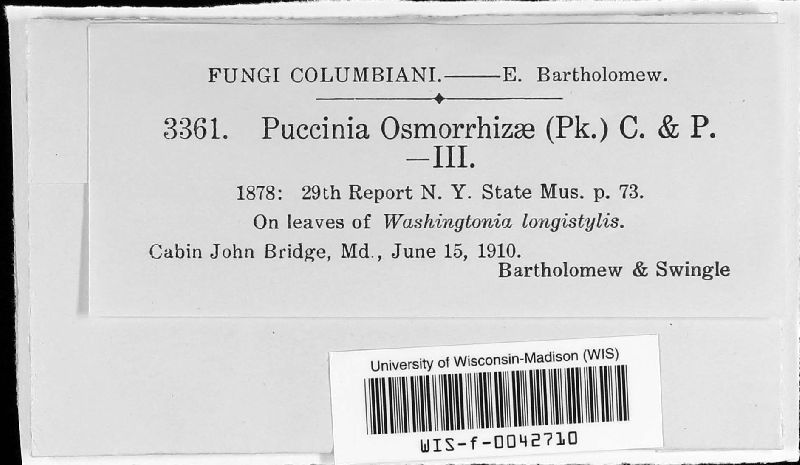 FUNGI COLUMBIANI.——E. Bartholomew.
3361. Puccinia Osmorrhizæ (Pk.) C. & P.
—III.
1878: 29th Report N. Y. State Mus. p. 73.
On leaves of Washingtonia longistylis.
Cabin John Bridge, Md., June 15, 1910.
Bartholomew & Swingle
University of Wisconsin-Madison (WIS)
WIS-f-0042710